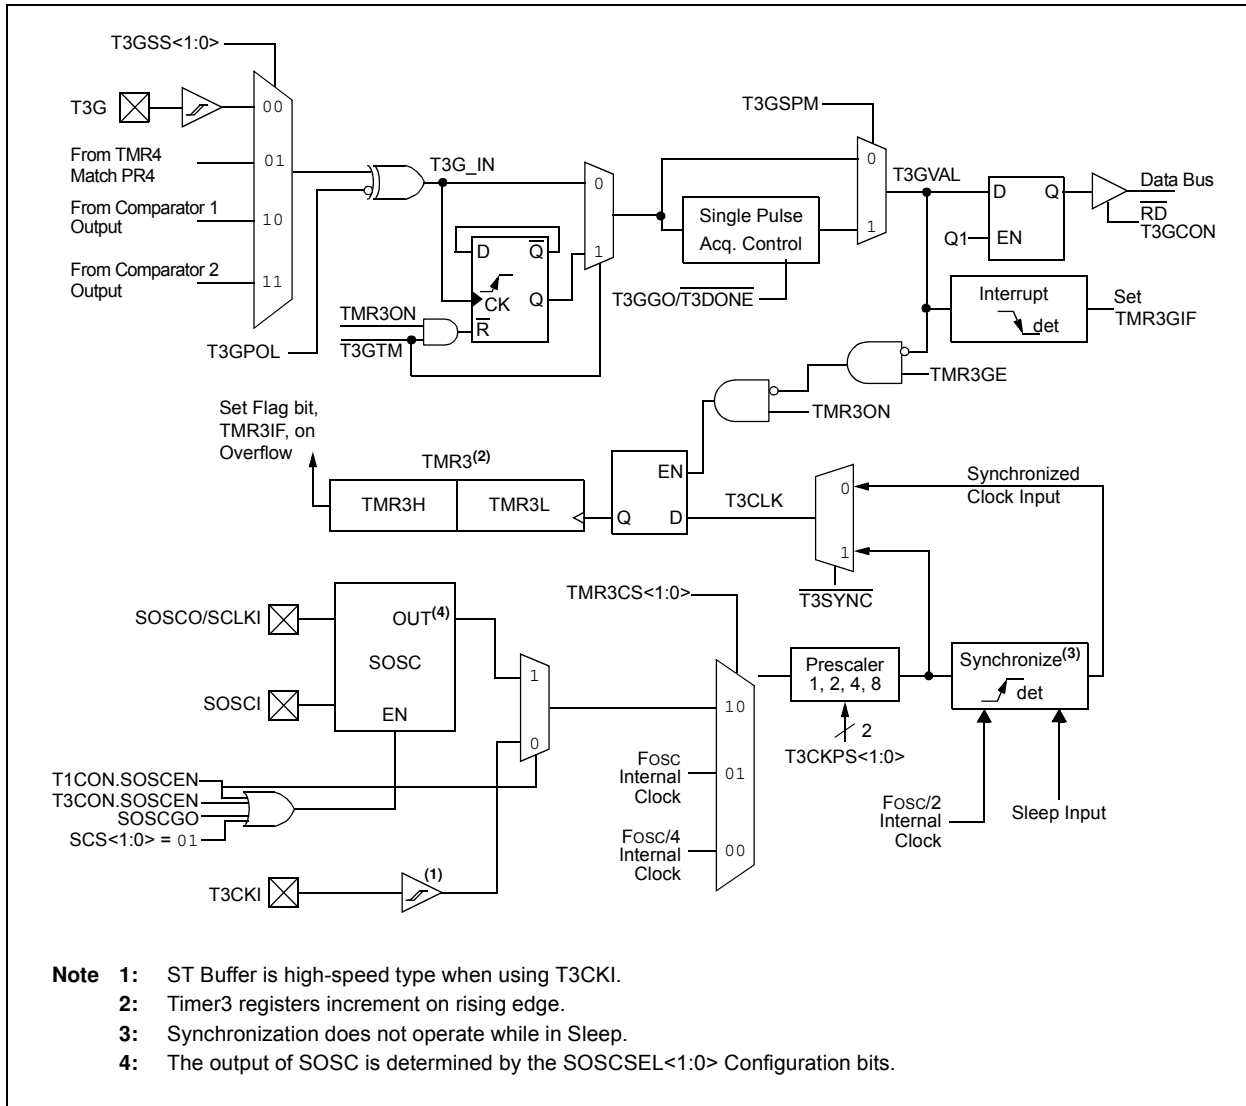 T3GSS<1:0>
T3G
00
From TMR4
Match PR4
01
From Comparator 1
Output
10
From Comparator 2
Output
11
T3GPOL
T3G_IN
0
1
D
Q
CK
Q
R
TMR3ON
T3GTM
T3GSPM
Single Pulse
Acq. Control
T3GGO/T3DONE
0
1
T3GVAL
D
Q
Q1
EN
Data Bus
RD
T3GCON
Interrupt
det
Set
TMR3GIF
TMR3GE
TMR3ON
Set Flag bit,
TMR3IF, on
Overflow
TMR3(2)
TMR3H
TMR3L
EN
Q
D
T3CLK
0
1
T3SYNC
Synchronized
Clock Input
SOSCO/SCLKI
OUT(4)
SOSC
SOSCI
EN
1
0
T1CON.SOSCEN
T3CON.SOSCEN
SOSCGO
SCS<1:0> = 01
T3CKI
(1)
TMR3CS<1:0>
10
FOSC
Internal
Clock
01
FOSC/4
Internal
Clock
00
Prescaler
1, 2, 4, 8
2
T3CKPS<1:0>
Synchronize(3)
det
FOSC/2
Internal
Clock
Sleep Input
Note 1: ST Buffer is high-speed type when using T3CKI.
2: Timer3 registers increment on rising edge.
3: Synchronization does not operate while in Sleep.
4: The output of SOSC is determined by the SOSCSEL<1:0> Configuration bits.